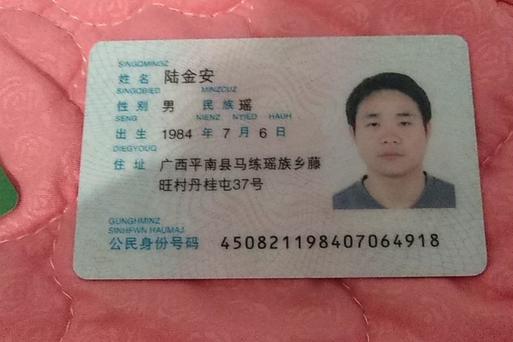 SINGQMINGZ
姓名 陆金安
SINGQBIED MINZCUZ
性别 男 民族 瑶
SENG NIENZ NYIED HAUH
出生 1984 年 7 月 6 日
DIEGYOUQ
住址 广西平南县马练瑶族乡藤
旺村丹桂屯37号
GUNGHMINZ
SINHFWN HAUMAJ
公民身份号码 450821198407064918